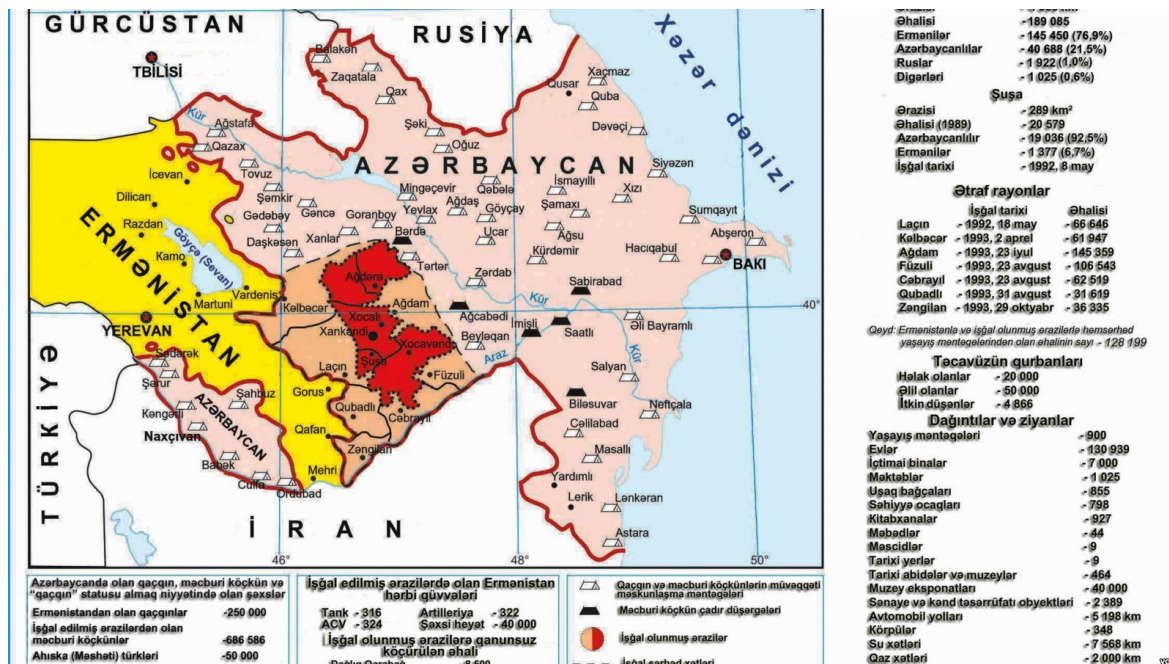 GÜRCÜSTAN
RUSİYA
TBİLİSİ
Balakən
Zaqatala
Qax
Şəki
Oğuz
Qusar
Xaçmaz
Quba
Dəvəçi
Siyəzən
Xəzər dənizi
Kür
Ağstafa
Qazax
Tovuz
AZƏRBAYCAN
İcevan
Dilican
Razdan
Kamo
Martuni
Vardenis
Göyçə (Sevan)
ERMƏNİSTAN
Şəmkir
Gədəbəy
Gəncə
Daşkəsən
Xanlar
Goranboy
Mingəçevir
Yevlax
Ağdaş
Qəbələ
Göyçay
Ucar
İsmayıllı
Şamaxı
Ağsu
Kürdəmir
Xızı
Sumqayıt
Abşeron
Hacıqabul
BAKI
Bərdə
Tərtər
Zərdab
Kür
Sabirabad
40°
Ağdərə
Kəlbəcər
Ağdam
Xocalı
Xankəndi
Xocavənd
Şuşa
Ağcabədi
Beyləqan
İmişli
Saatlı
Əli Bayramlı
Araz
Kür
YEREVAN
Sədərək
Şərur
Kəngərli
Şahbuz
AZƏRBAYCAN
Naxçıvan
Babək
Culfa
Ordubad
Laçın
Gorus
Füzuli
Qubadlı
Cəbrayıl
Qafan
Zəngilan
Mehri
Salyan
Biləsuvar
Neftçala
Cəlilabad
Masallı
Yardımlı
Lerik
Lənkəran
Astara
TÜRKİYƏ
İRAN
46°
48°
50°
Əhalisi -189 085
Ermənilər -145 450 (76,9%)
Azərbaycanlılar - 40 688 (21,5%)
Ruslar - 1 922 (1,0%)
Digərləri - 1 025 (0,6%)
Şuşa
Ərazisi - 289 km²
Əhalisi (1989) - 20 579
Azərbaycanlılır - 19 036 (92,5%)
Ermənilər - 1 377 (6,7%)
İşğal tarixi - 1992, 8 may
Ətraf rayonlar
İşğal tarixi Əhalisi
Laçın - 1992, 18 may - 66 646
Kəlbəcər - 1993, 2 aprel - 61 947
Ağdam - 1993, 23 iyul - 145 359
Füzuli - 1993, 23 avqust - 106 543
Cəbrayıl - 1993, 23 avqust - 62 519
Qubadlı - 1993, 31 avqust - 31 619
Zəngilan - 1993, 29 oktyabr - 36 335
Qeyd: Ermənistanla və işğal olunmuş ərazilərlə həmsərhəd
yaşayış məntəqələrinden olan əhalinin sayı - 128 199
Təcavüzün qurbanları
Həlak olanlar - 20 000
Əlil olanlar - 50 000
İtkin düşənlər - 4 866
Dağıntılar və ziyanlar
Yaşayış məntəqələri - 900
Evlər - 130 939
İctimai binalar - 7 000
Məktəblər - 1 025
Uşaq bağçaları - 855
Səhiyyə ocaqları - 798
Kitabxanalar - 927
Məbədlər - 44
Məscidlər - 9
Tarixi yerlər - 9
Tarixi abidələr və muzeylər - 464
Muzey eksponatları - 40 000
Sənaye və kənd təsərrüfatı obyektləri - 2 389
Avtomobil yolları - 5 198 km
Körpülər - 348
Su xətləri - 7 568 km
Qaz xətləri - 2 000 km
Azərbaycanda olan qaçqın, məcburi köçkün və
"qaçqın" statusu almaq niyyətində olan şəxslər
Ermənistandan olan qaçqınlar -250 000
İşğal edilmiş ərazilərdən olan
məcburi köçkünlər -686 586
Ahıska (Məshəti) türkləri -50 000
İşğal edilmiş ərazilərdə olan Ermənistan
hərbi qüvvələri
Tank - 316 Artilleriya - 322
ACV - 324 Şəxsi heyət - 40 000
İşğal olunmuş ərazilərə qanunsuz
köçürülən əhali
Dağlıq Qarabağ - 8 500
Qaçqın və məcburi köçkünlərin müvəqqəti
məskunlaşma məntəqələri
Məcburi köçkün çadır düşərgələri
İşğal olunmuş ərazilər
İşğal sərhəd xətləri